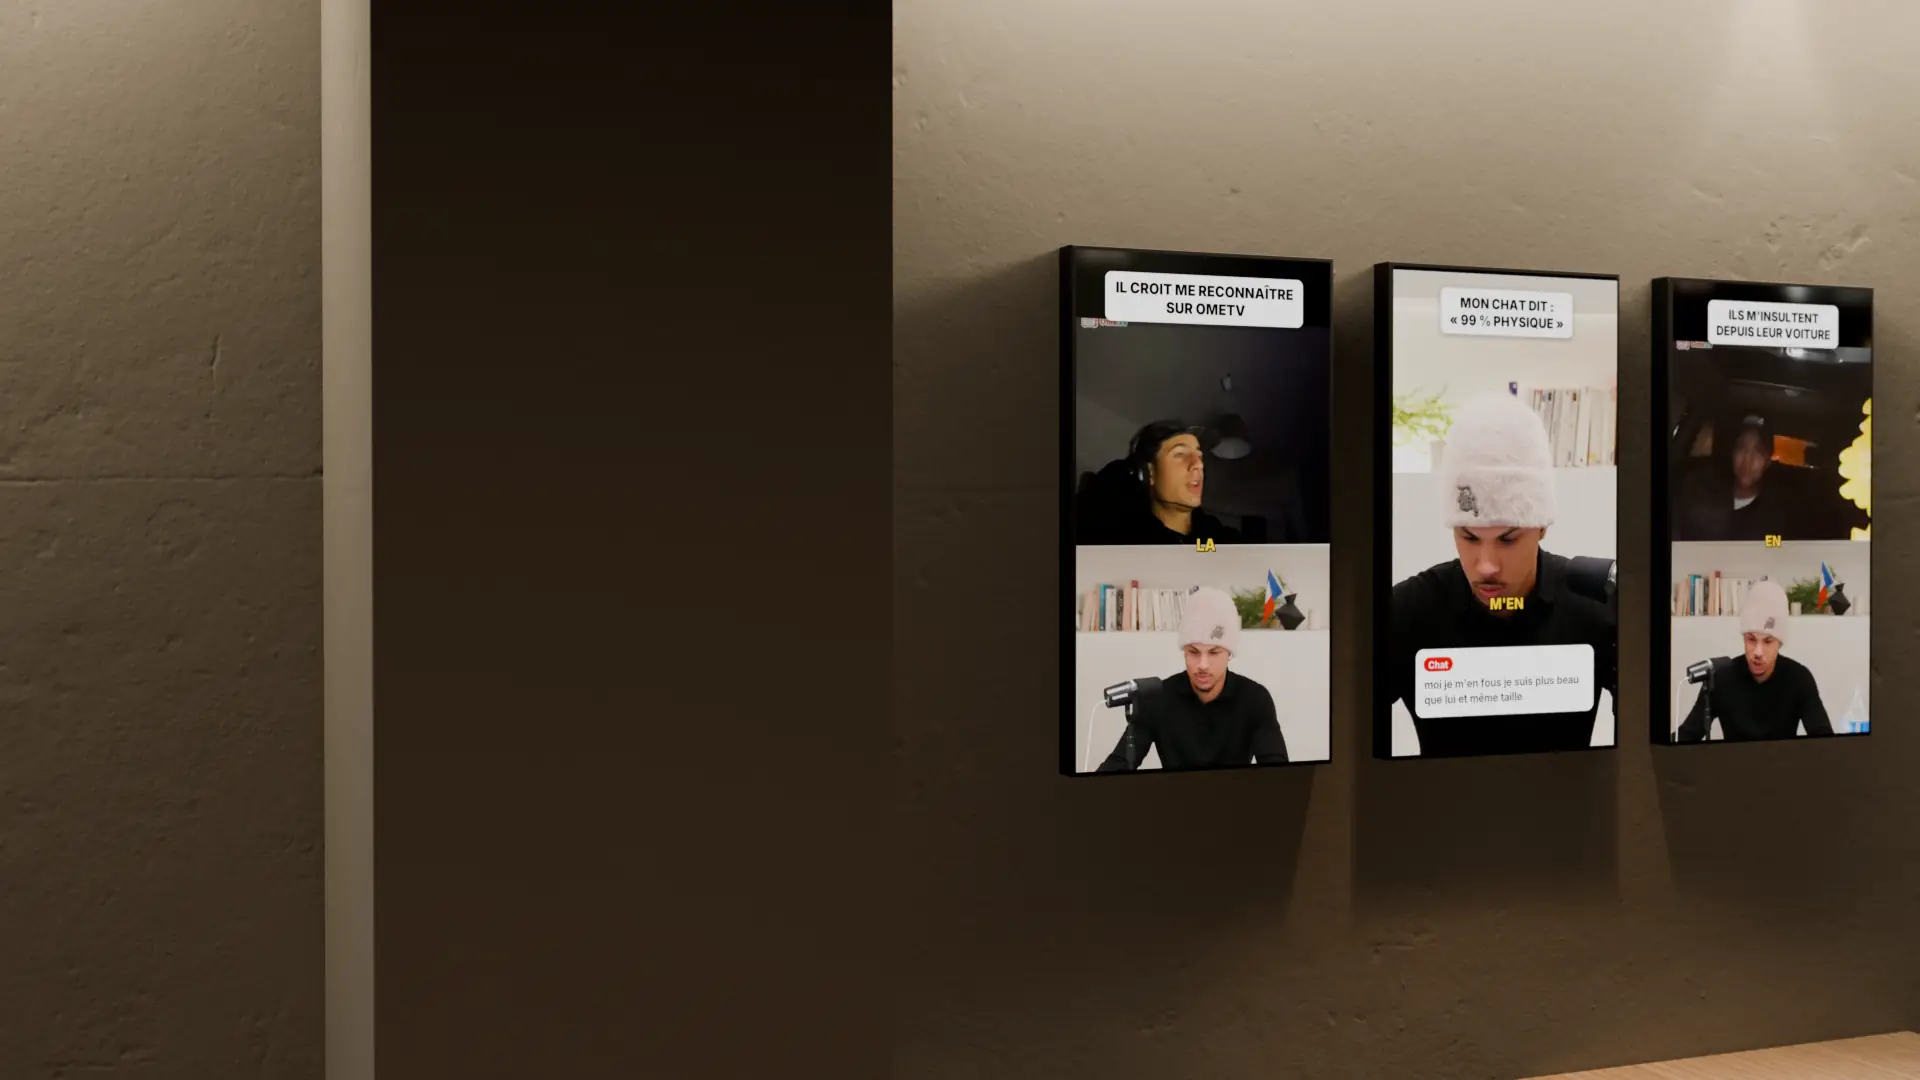 IL CROIT ME RECONNAÎTRE
SUR OMETV
LA
MON CHAT DIT :
« 99 % PHYSIQUE »
M'EN
Chat
moi je m'en fous je suis plus beau
que lui et même taille
ILS M'INSULTENT
DEPUIS LEUR VOITURE
EN